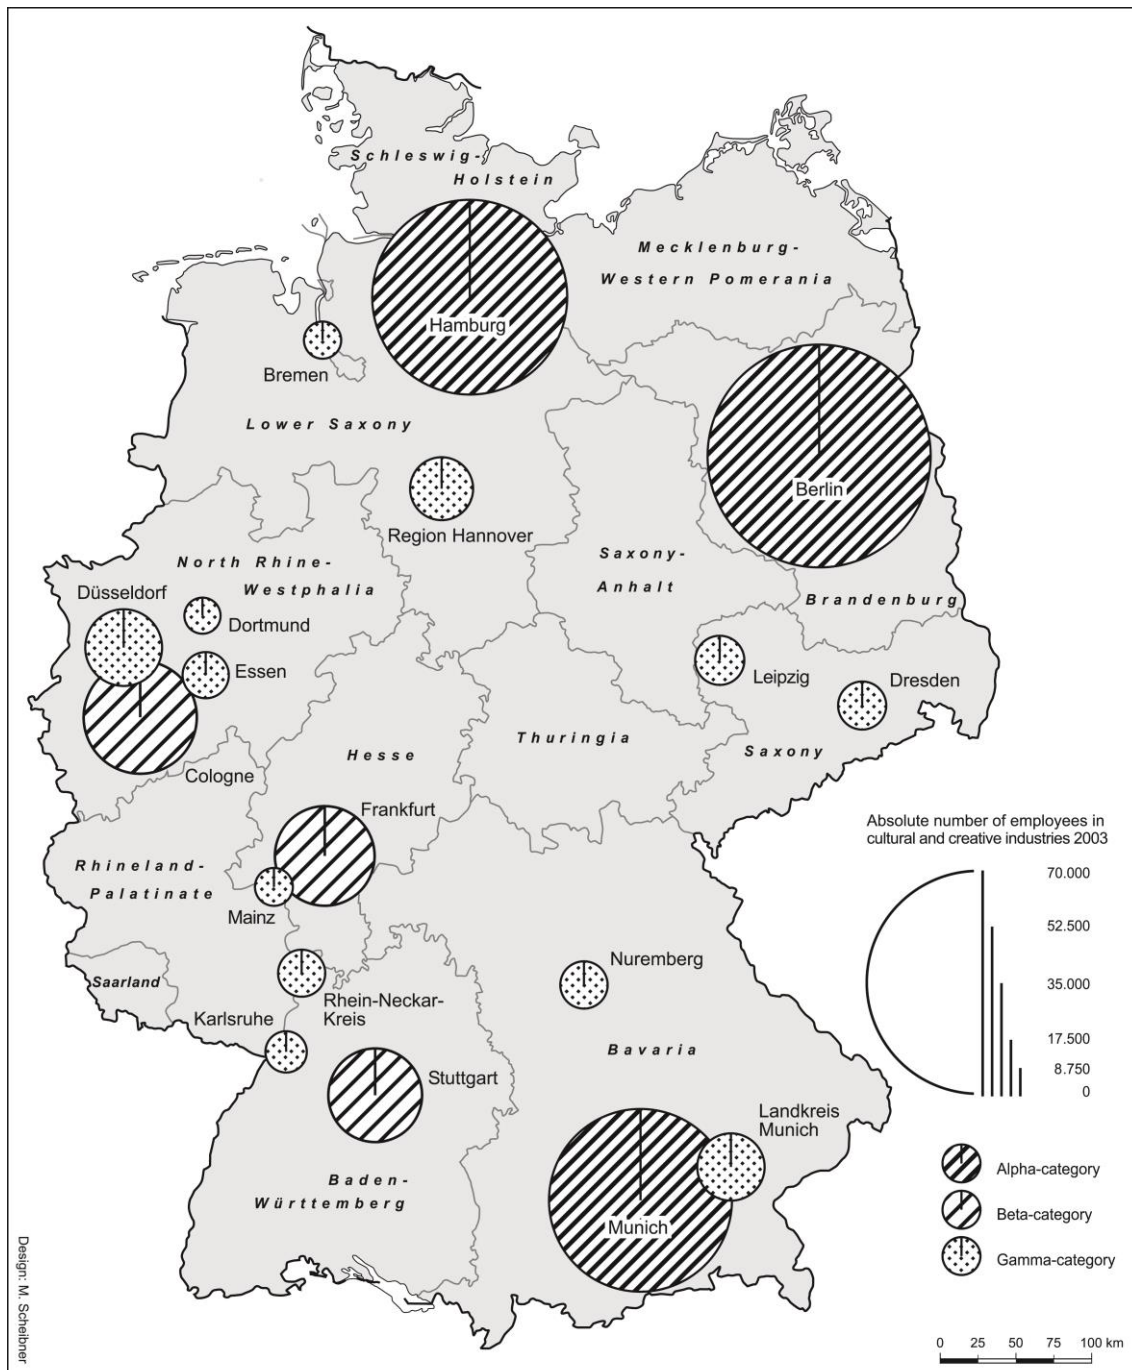 Schleswig-
Holstein
Mecklenburg-
Western Pomerania
Hamburg
Bremen
Lower Saxony
Berlin
Region Hannover
North Rhine-
Westphalia
Saxony-
Anhalt
Brandenburg
Düsseldorf
Dortmund
Essen
Leipzig
Dresden
Cologne
Hesse
Thuringia
Saxony
Frankfurt
Rhineland-
Palatinate
Mainz
Saarland
Rhein-Neckar-
Kreis
Karlsruhe
Nuremberg
Bavaria
Stuttgart
Baden-
Württemberg
Landkreis
Munich
Munich
Absolute number of employees in
cultural and creative industries 2003
70.000
52.500
35.000
17.500
8.750
0
Alpha-category
Beta-category
Gamma-category
0 25 50 75 100 km
Design: M. Scheibner